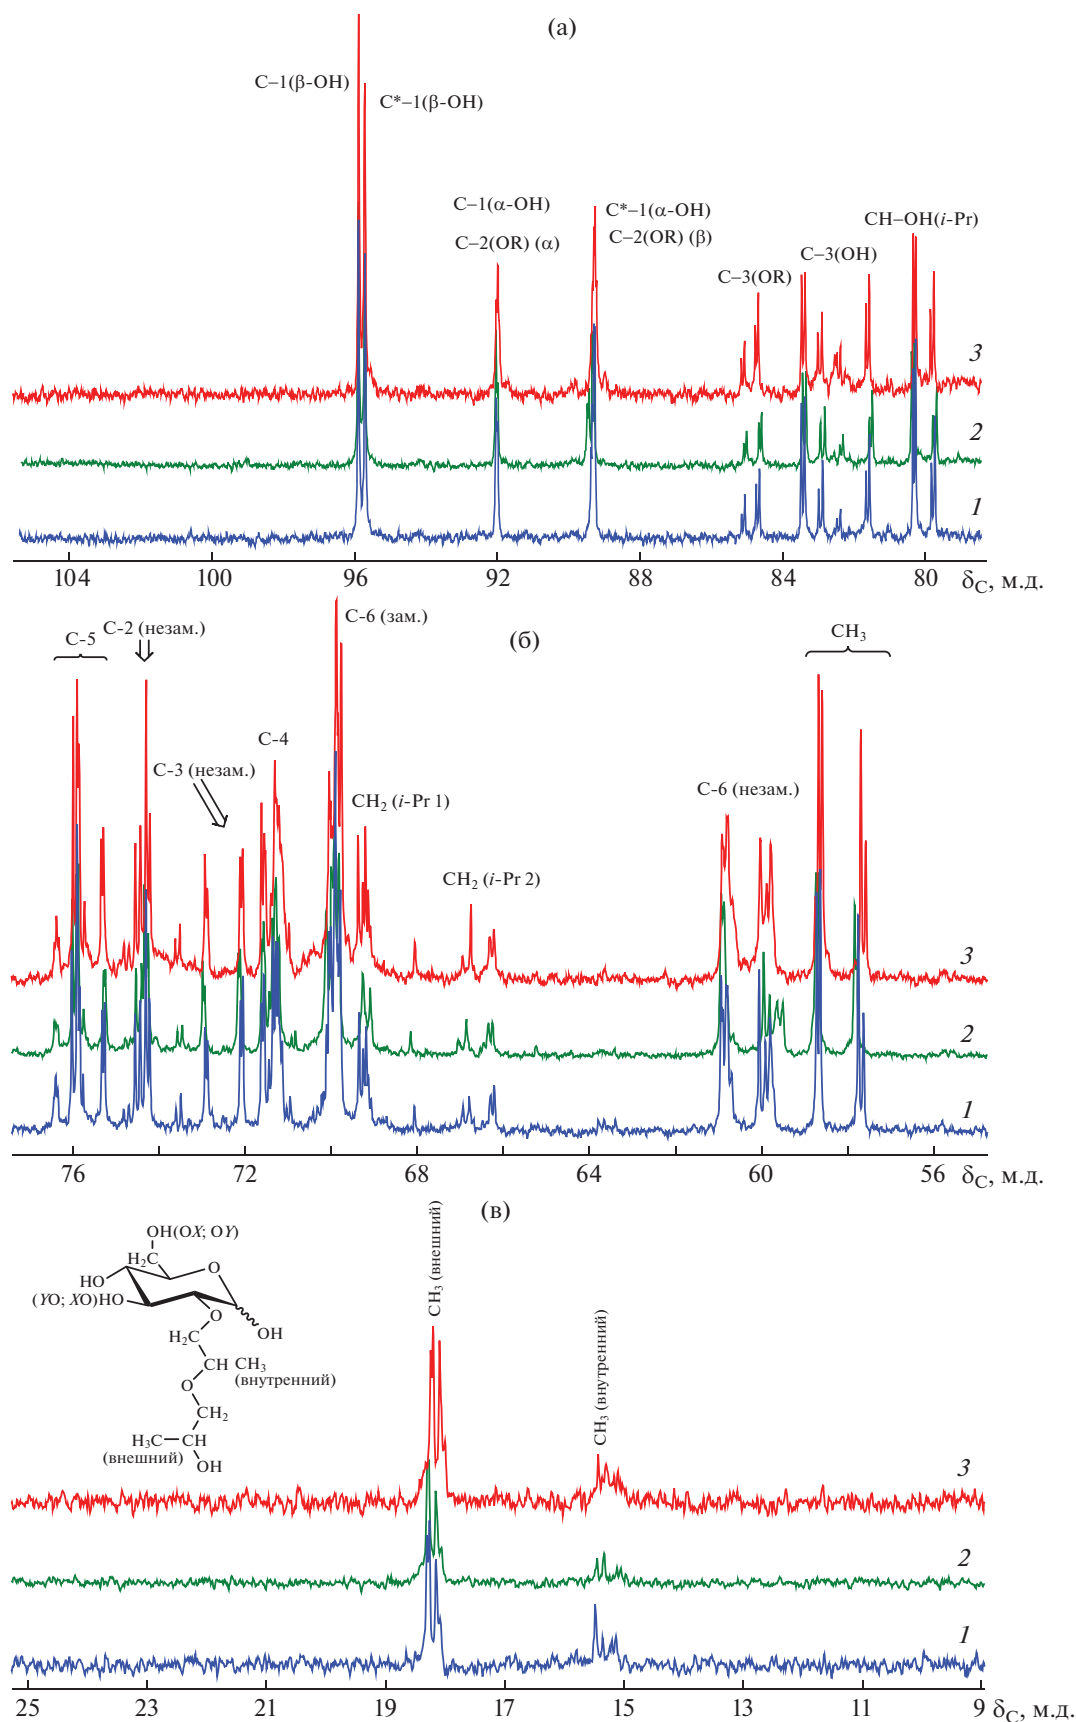 (а)
C–1(β-OH)
C*–1(β-OH)
C–1(α-OH)
C–2(OR) (α)
C*–1(α-OH)
C–2(OR) (β)
C–3(OR)
C–3(OH)
CH–OH(i-Pr)
3
2
1
104 100 96 92 88 84 80 δC, м.д.
(б)
C-5
C-2 (незам.)
C-3 (незам.)
C-4
C-6 (зам.)
CH2 (i-Pr 1)
CH2 (i-Pr 2)
C-6 (незам.)
CH3
3
2
1
76 72 68 64 60 56 δC, м.д.
(в)
OH(OX; OY)
H2C
O
HO
(YO; XO)HO
O
OH
H2C
CH CH3
(внутренний)
O
CH2
H3C–CH
(внешний)
OH
CH3 (внешний)
CH3 (внутренний)
3
2
1
25 23 21 19 17 15 13 11 9 δC, м.д.